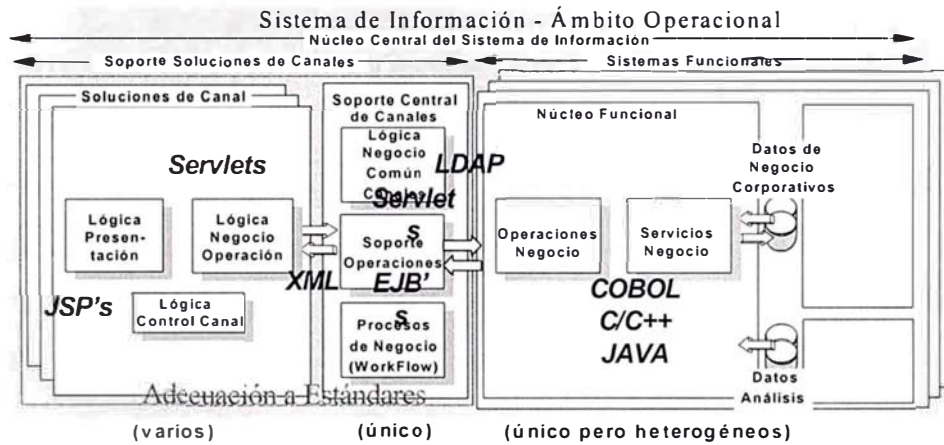 Sistema de Información - Ámbito Operacional
Núcleo Central del Sistema de Información
Soporte Soluciones de Canales
Sistemas Funcionales
Soluciones de Canal
Servlets
Lógica
Presen-
tación
Lógica
Negocio
Operación
JSP's
Lógica
Control Canal
XML
Soporte Central
de Canales
Lógica
Negocio
Común
Canales
LDAP
Servlet
s
Soporte
Operaciones
EJB'
s
Procesos
de Negocio
(WorkFlow)
Núcleo Funcional
Operaciones
Negocio
Servicios
Negocio
COBOL
C/C++
JAVA
Datos de
Negocio
Corporativos
Datos
Análisis
Adecuación a Estándares
(varios)
(único)
(único pero heterogéneos)